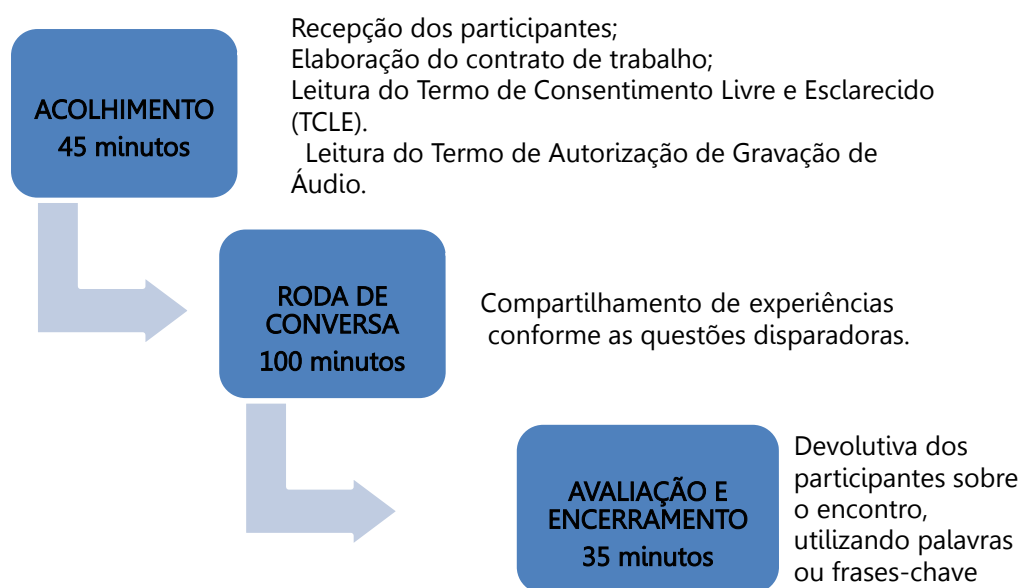 ACOLHIMENTO
45 minutos
Recepção dos participantes;
Elaboração do contrato de trabalho;
Leitura do Termo de Consentimento Livre e Esclarecido
(TCLE).
Leitura do Termo de Autorização de Gravação de
Áudio.
RODA DE
CONVERSA
100 minutos
Compartilhamento de experiências
conforme as questões disparadoras.
AVALIAÇÃO E
ENCERRAMENTO
35 minutos
Devolutiva dos
participantes sobre
o encontro,
utilizando palavras
ou frases-chave